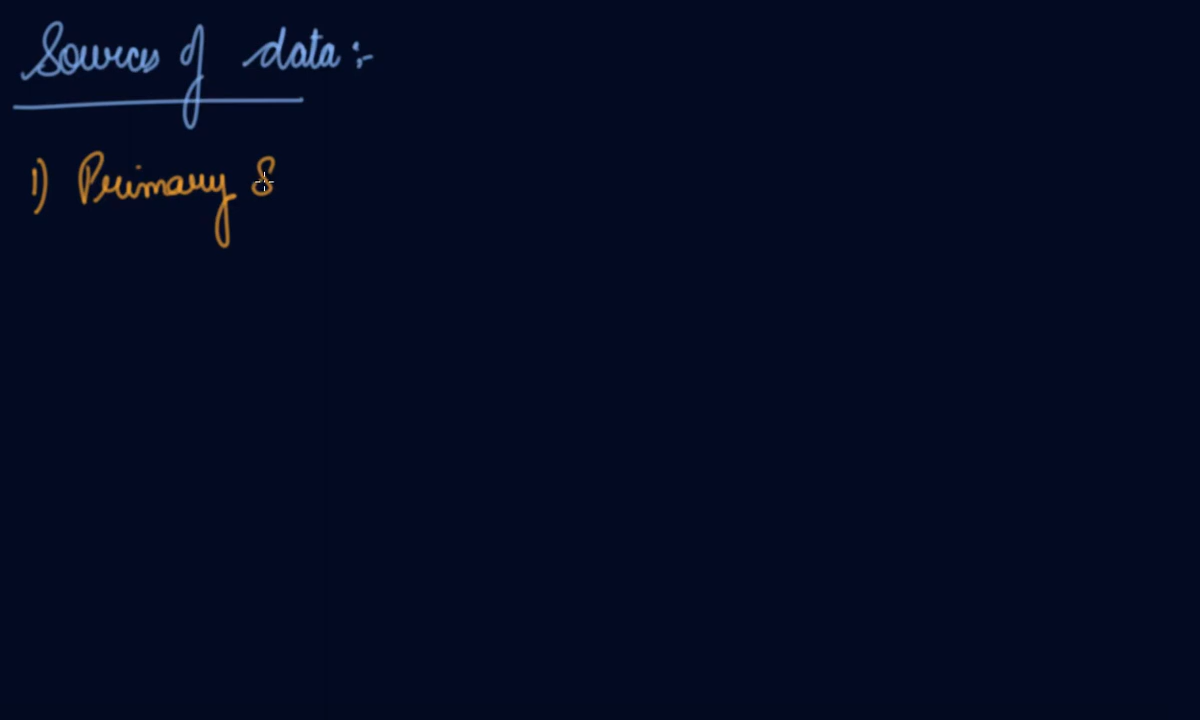 Sources of data :-
1) Primary S